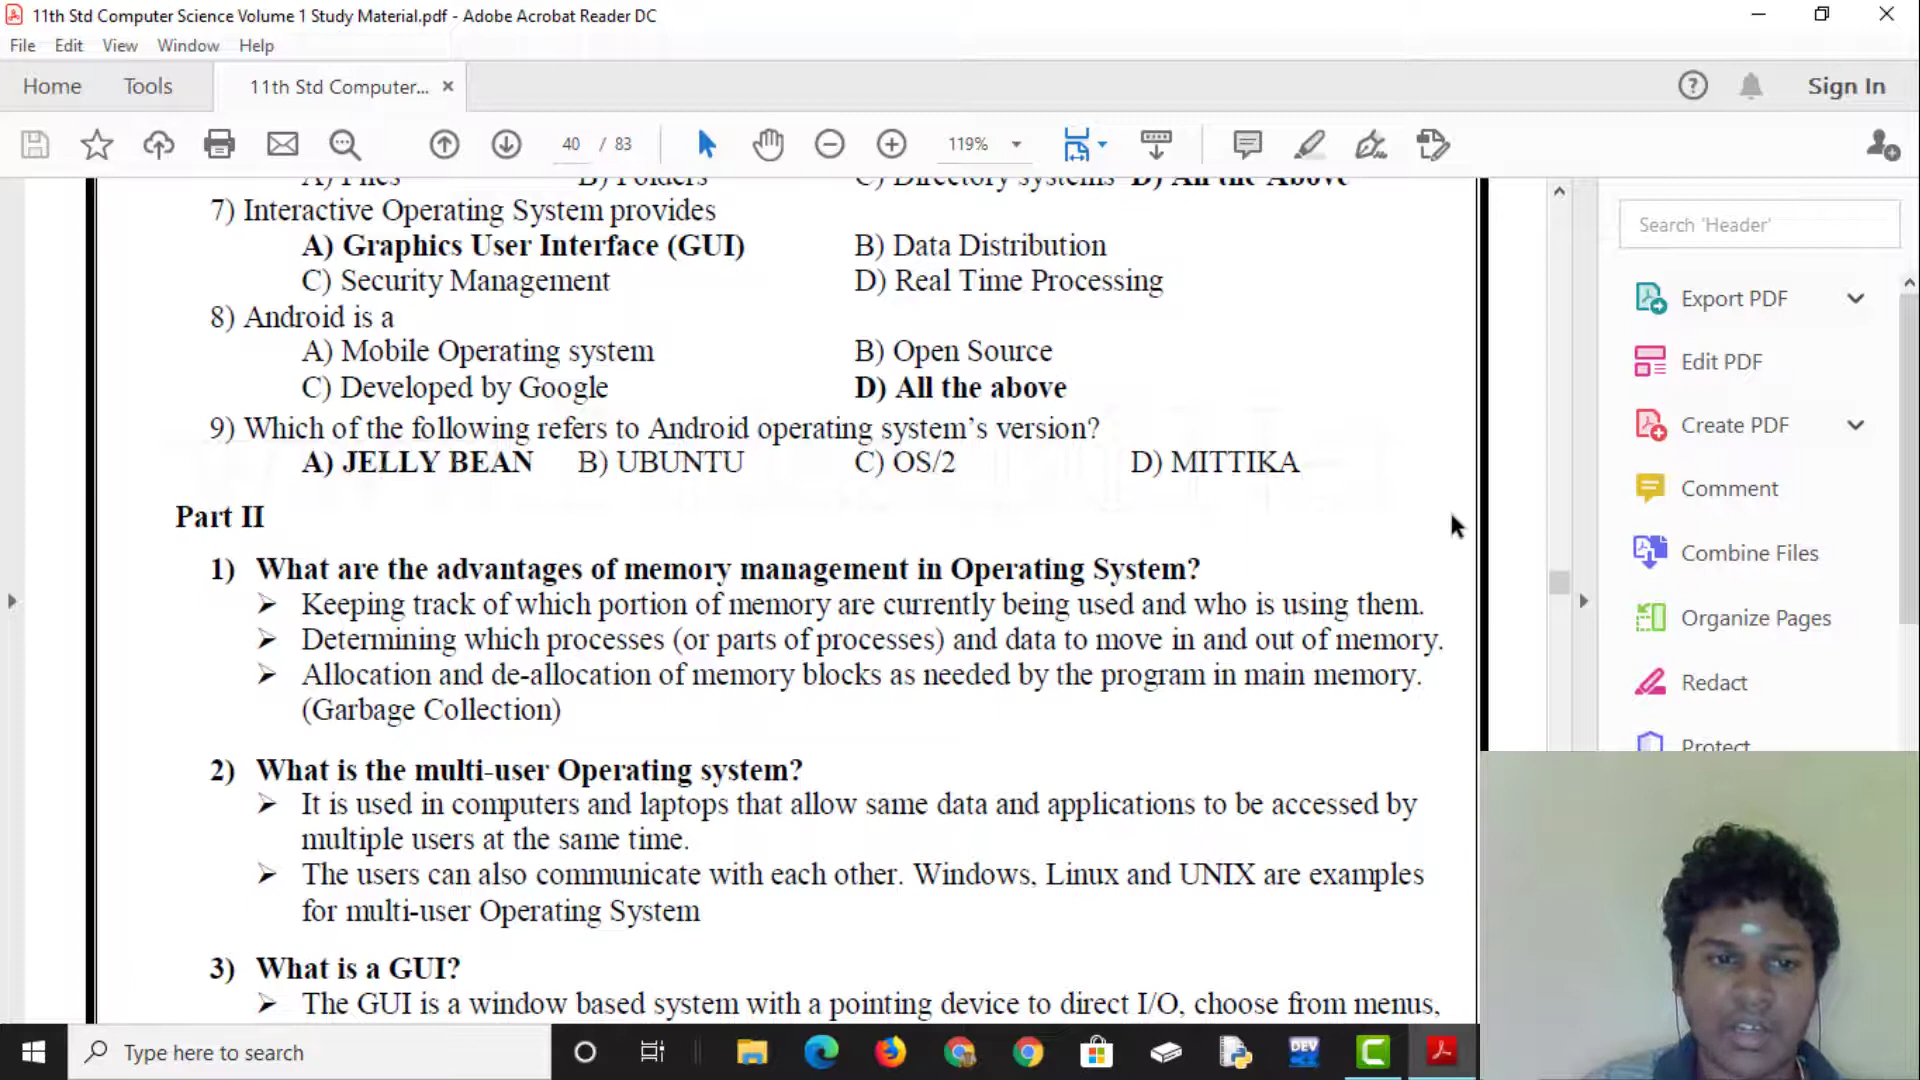 11th Std Computer Science Volume 1 Study Material.pdf - Adobe Acrobat Reader DC
File Edit View Window Help
Home Tools 11th Std Computer... × Sign In
40 / 83 119%
A) Files B) Folders C) Directory systems D) All the Above
7) Interactive Operating System provides
A) Graphics User Interface (GUI) B) Data Distribution
C) Security Management D) Real Time Processing
8) Android is a
A) Mobile Operating system B) Open Source
C) Developed by Google D) All the above
9) Which of the following refers to Android operating system's version?
A) JELLY BEAN B) UBUNTU C) OS/2 D) MITTIKA
Part II
1) What are the advantages of memory management in Operating System?
➢ Keeping track of which portion of memory are currently being used and who is using them.
➢ Determining which processes (or parts of processes) and data to move in and out of memory.
➢ Allocation and de-allocation of memory blocks as needed by the program in main memory.
(Garbage Collection)
2) What is the multi-user Operating system?
➢ It is used in computers and laptops that allow same data and applications to be accessed by
multiple users at the same time.
➢ The users can also communicate with each other. Windows, Linux and UNIX are examples
for multi-user Operating System
3) What is a GUI?
➢ The GUI is a window based system with a pointing device to direct I/O, choose from menus,
Search 'Header'
Export PDF
Edit PDF
Create PDF
Comment
Combine Files
Organize Pages
Redact
Protect
Type here to search
DEV